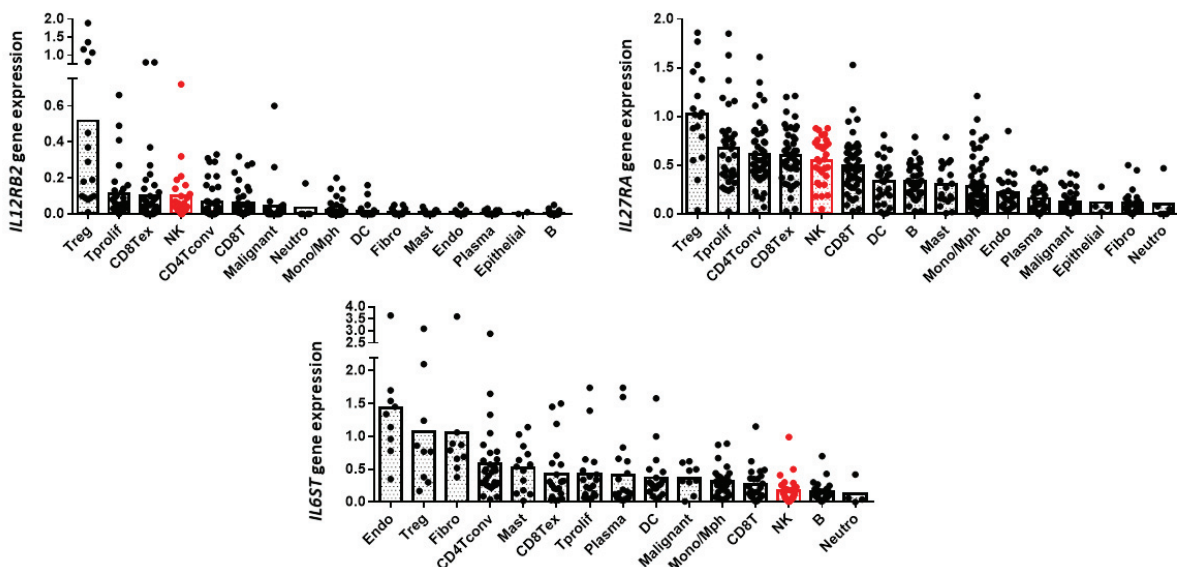 IL12RB2 gene expression
2.0
1.5
1.0
0.6
0.4
0.2
0.0
Treg
Tprolif
CD8Tex
NK
CD4Tconv
CD8T
Malignant
Neutro
Mono/Mph
DC
Fibro
Mast
Endo
Plasma
Epithelial
B
IL27RA gene expression
2.0
1.5
1.0
0.5
0.0
Treg
Tprolif
CD4Tconv
CD8Tex
NK
CD8T
DC
B
Mast
Mono/Mph
Endo
Plasma
Malignant
Epithelial
Fibro
Neutro
IL6ST gene expression
4.0
3.5
3.0
2.5
2.0
1.5
1.0
0.5
0.0
Endo
Treg
Fibro
CD4Tconv
Mast
CD8Tex
Tprolif
Plasma
DC
Malignant
Mono/Mph
CD8T
NK
B
Neutro